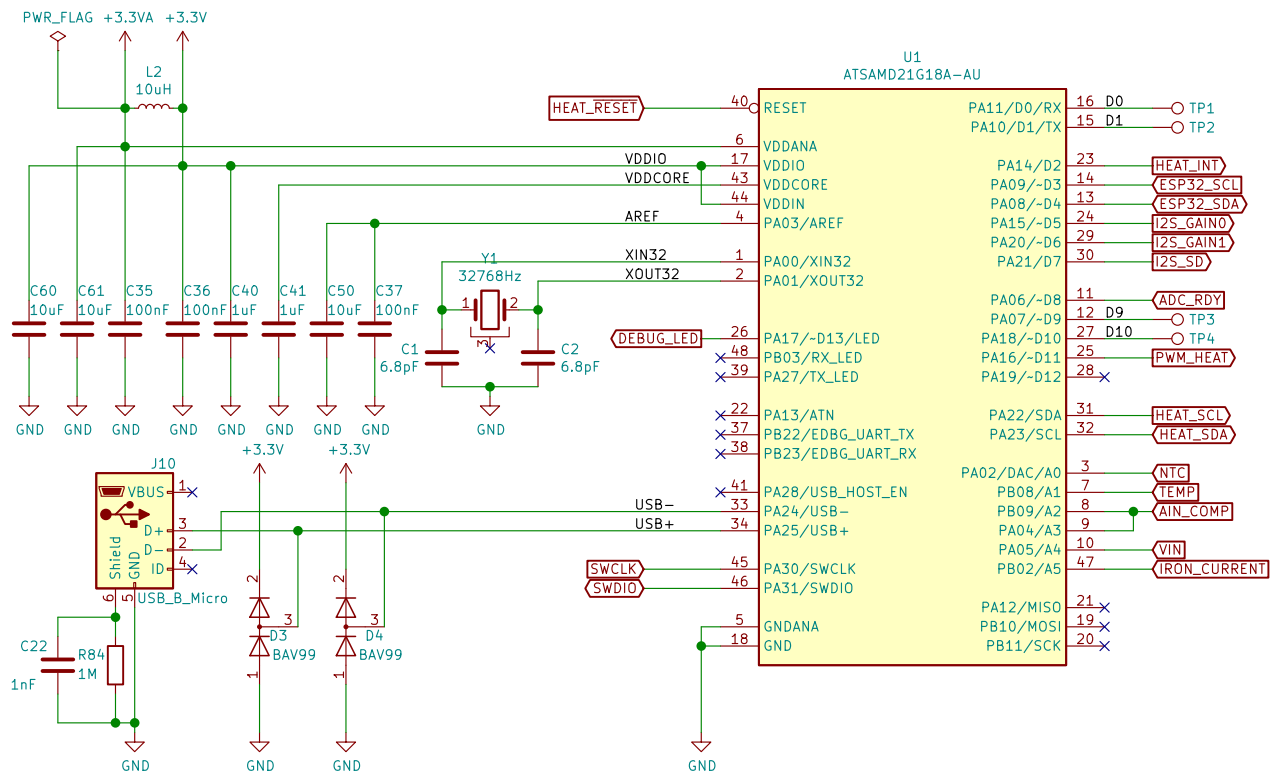 PWR_FLAG +3.3VA +3.3V
L2
10uH
C60
10uF
C61
10uF
C35
100nF
C36
100nF
C40
1uF
C41
1uF
C50
10uF
C37
100nF
GND GND GND GND GND GND GND GND
Y1
32768Hz
1 2
3
C1
6.8pF
C2
6.8pF
GND
U1
ATSAMD21G18A-AU
HEAT_RESET 40 RESET
6 VDDANA
VDDIO 17 VDDIO
VDDCORE 43 VDDCORE
44 VDDIN
AREF 4 PA03/AREF
XIN32 1 PA00/XIN32
XOUT32 2 PA01/XOUT32
DEBUG_LED 26 PA17/~D13/LED
48 PB03/RX_LED
39 PA27/TX_LED
22 PA13/ATN
37 PB22/EDBG_UART_TX
38 PB23/EDBG_UART_RX
41 PA28/USB_HOST_EN
USB- 33 PA24/USB-
USB+ 34 PA25/USB+
SWCLK 45 PA30/SWCLK
SWDIO 46 PA31/SWDIO
5 GNDANA
18 GND
GND
PA11/D0/RX 16 D0 TP1
PA10/D1/TX 15 D1 TP2
PA14/D2 23 HEAT_INT
PA09/~D3 14 ESP32_SCL
PA08/~D4 13 ESP32_SDA
PA15/~D5 24 I2S_GAIN0
PA20/~D6 29 I2S_GAIN1
PA21/D7 30 I2S_SD
PA06/~D8 11 ADC_RDY
PA07/~D9 12 D9 TP3
PA18/~D10 27 D10 TP4
PA16/~D11 25 PWM_HEAT
PA19/~D12 28
PA22/SDA 31 HEAT_SCL
PA23/SCL 32 HEAT_SDA
PA02/DAC/A0 3 NTC
PB08/A1 7 TEMP
PB09/A2 8 AIN_COMP
PA04/A3 9
PA05/A4 10 VIN
PB02/A5 47 IRON_CURRENT
PA12/MISO 21
PB10/MOSI 19
PB11/SCK 20
J10
VBUS 1
D+ 3
D- 2
ID 4
Shield
GND
6 5
USB_B_Micro
C22
1nF
R84
1M
GND
+3.3V +3.3V
2 2
3 3
D3
BAV99
D4
BAV99
1 1
GND GND